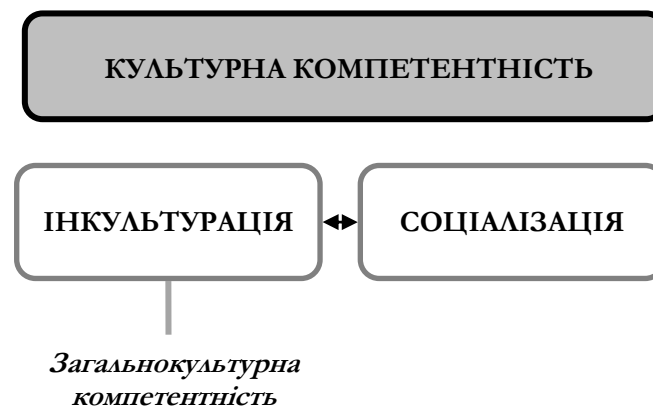 КУЛЬТУРНА КОМПЕТЕНТНІСТЬ
ІНКУЛЬТУРАЦІЯ
СОЦІАЛІЗАЦІЯ
Загальнокультурна
компетентність